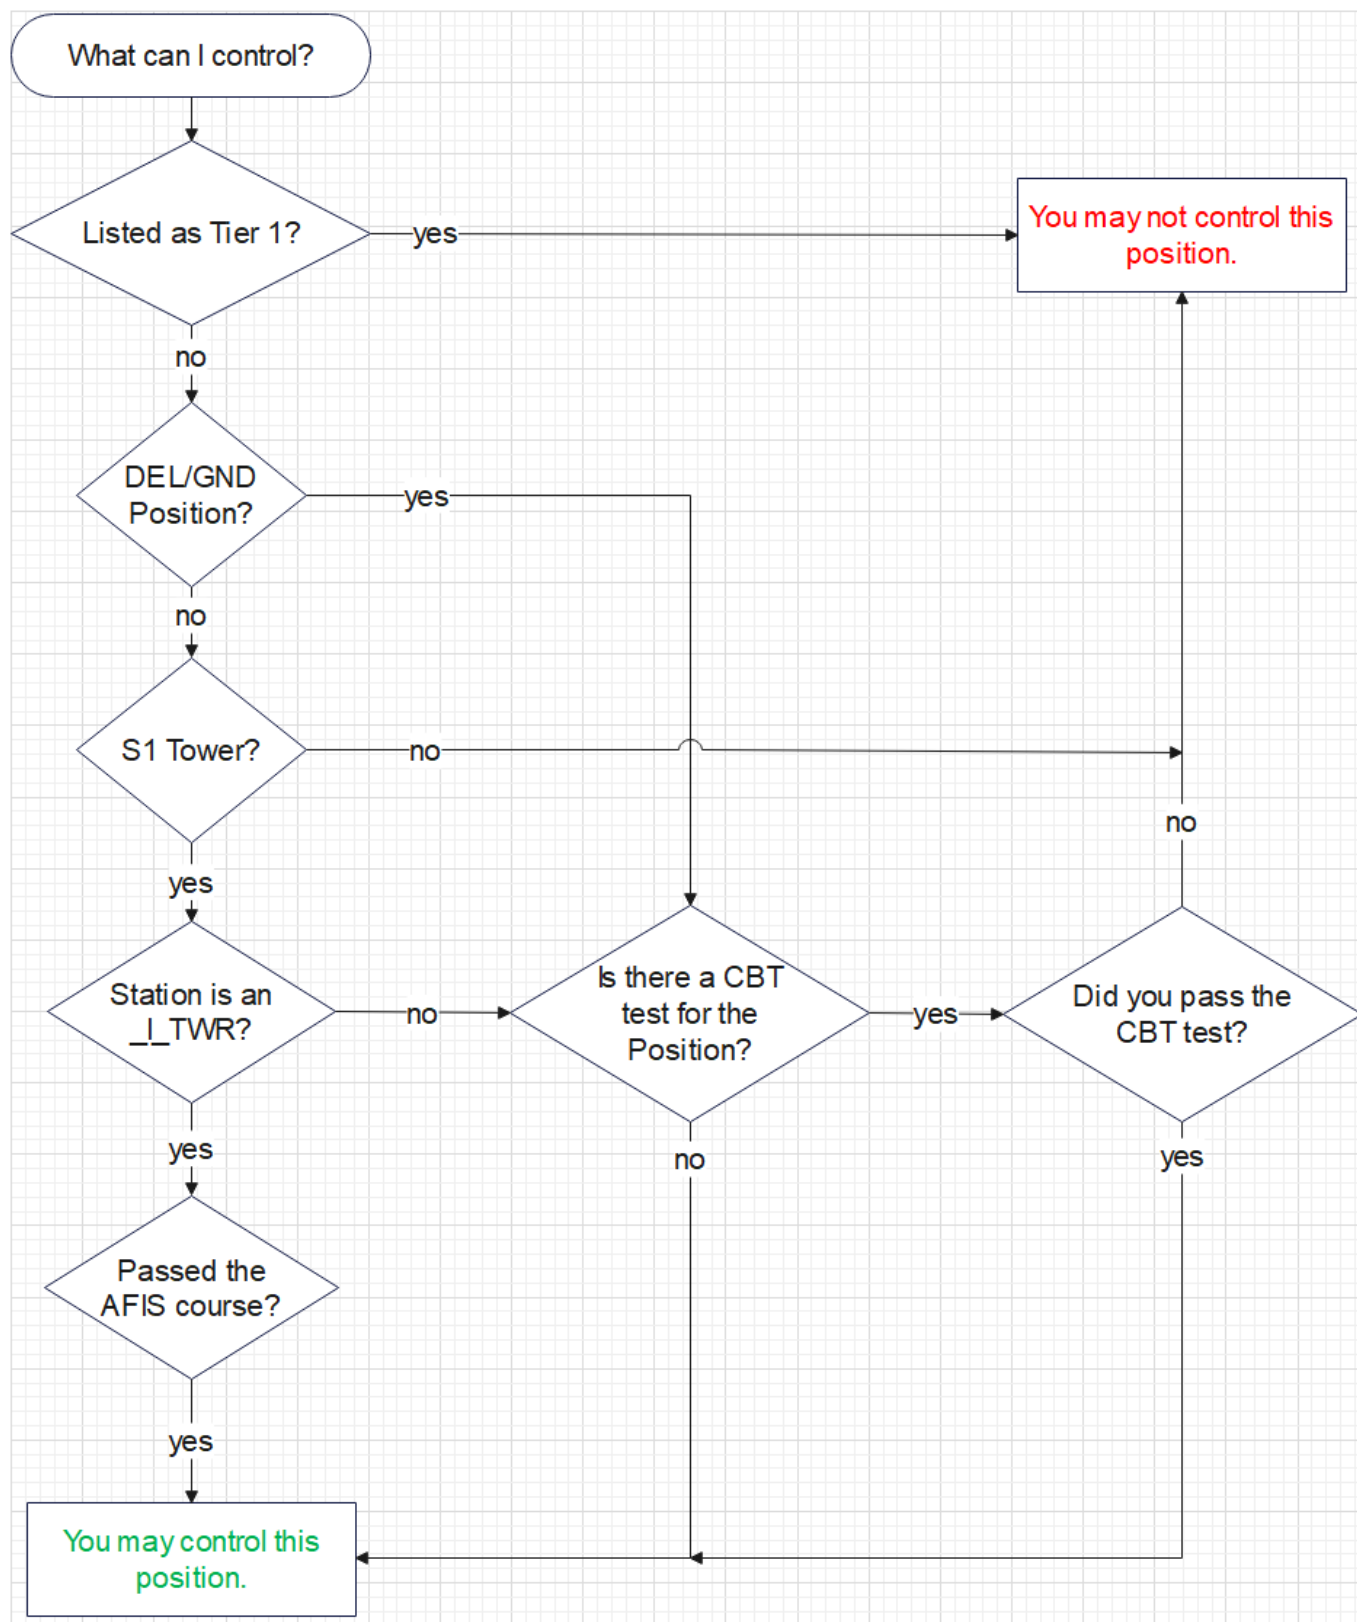 What can I control?
Listed as Tier 1?
yes
You may not control this
position.
no
DEL/GND
Position?
yes
no
S1 Tower?
no
no
yes
Station is an
_I_TWR?
no
Is there a CBT
test for the
Position?
yes
Did you pass the
CBT test?
yes
no
yes
Passed the
AFIS course?
yes
You may control this
position.